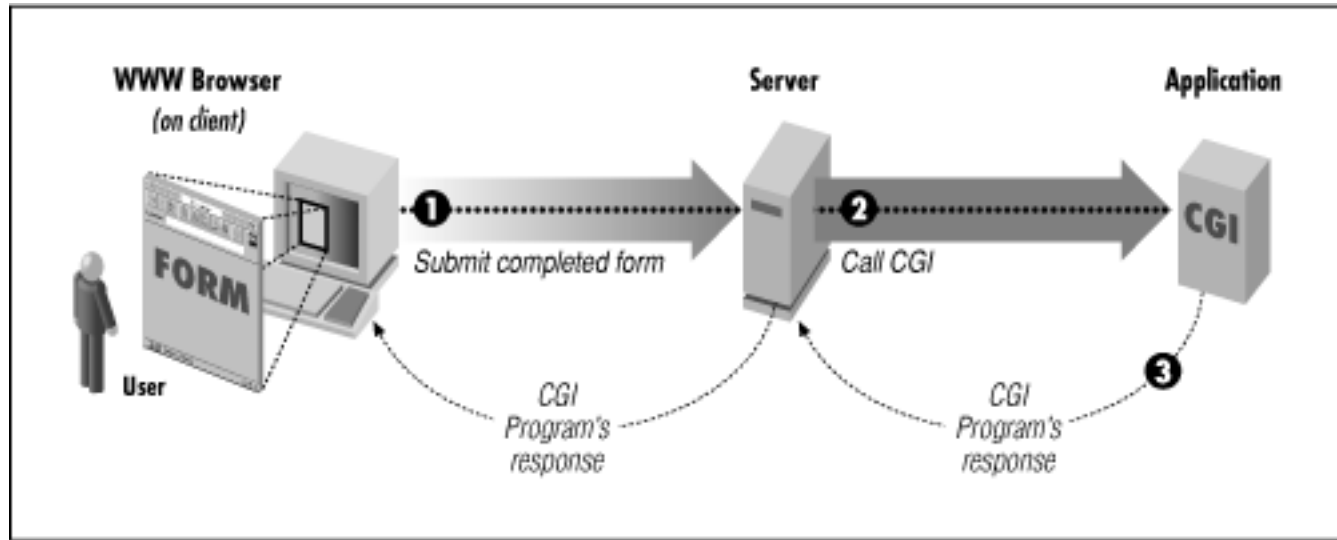 WWW Browser
(on client)
Server
Application
FORM
User
1
Submit completed form
2
Call CGI
CGI
3
CGI
Program's
response
CGI
Program's
response